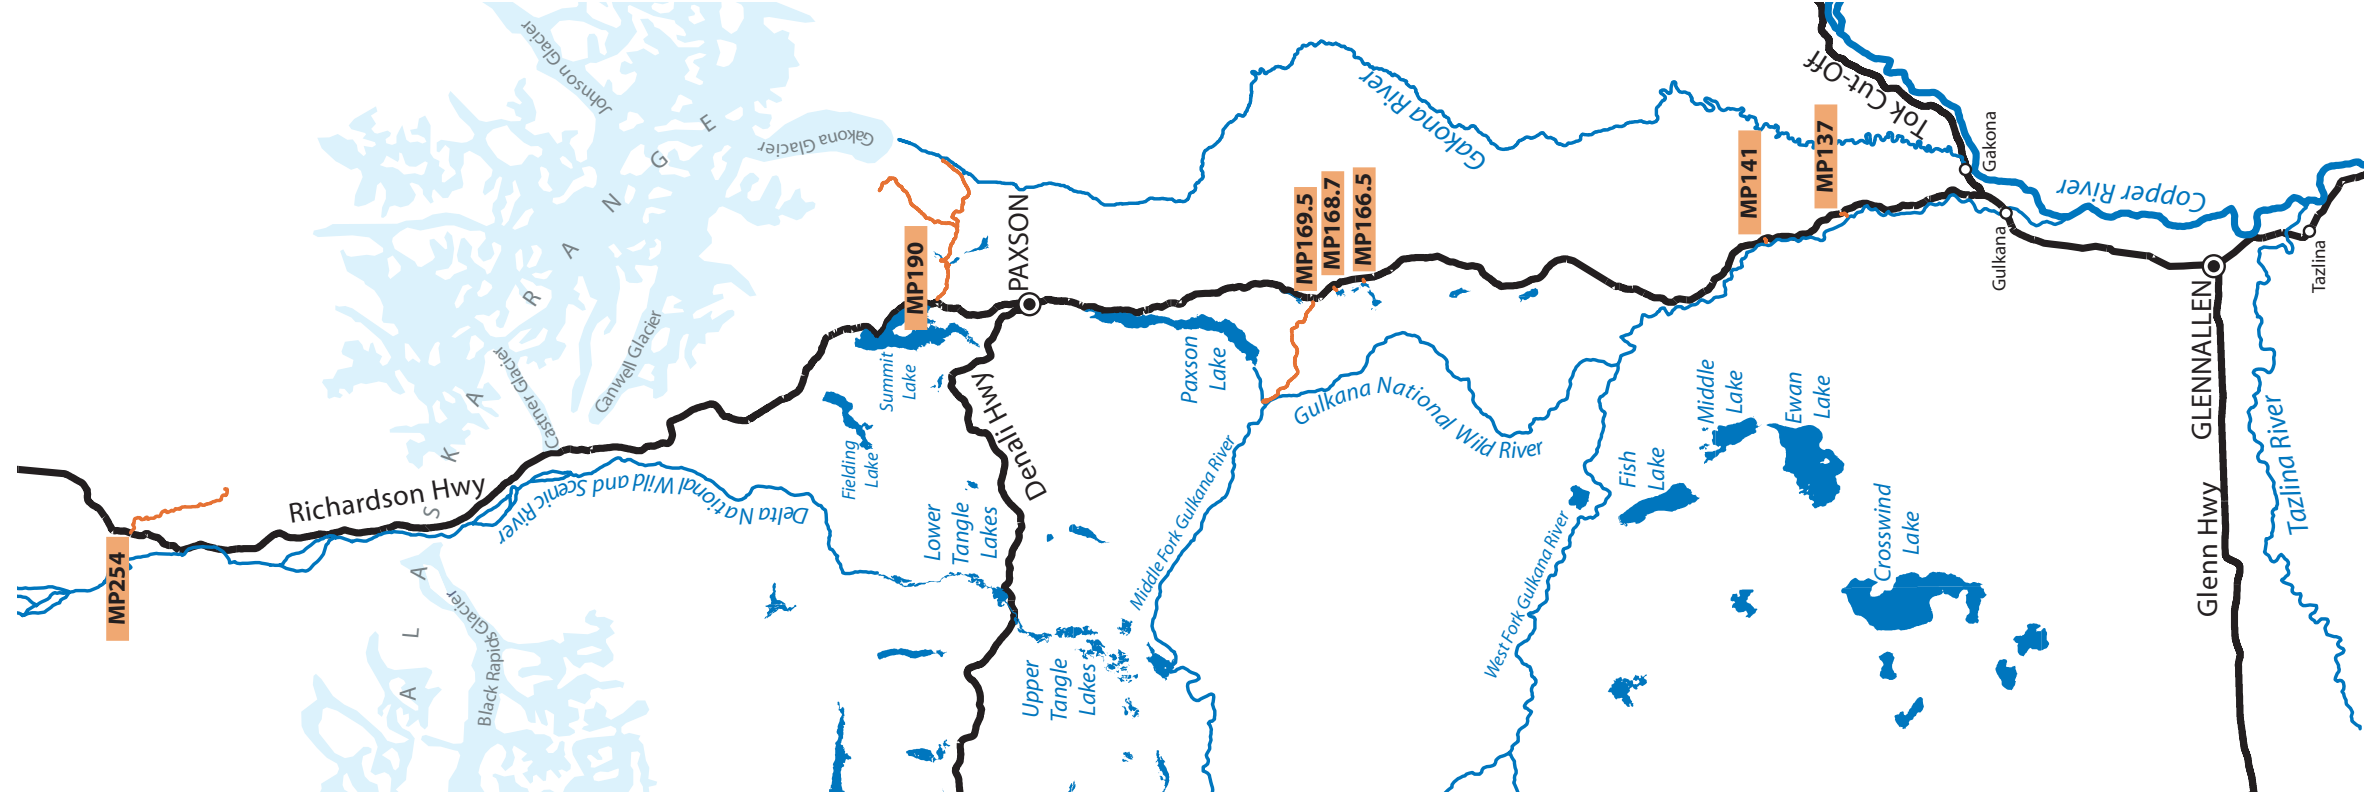 Johnson Glacier
Gakona Glacier
Canwell Glacier
Castner Glacier
Black Rapids Glacier
ALASKA RANGE
Richardson Hwy
Delta National Wild and Scenic River
MP254
MP190
PAXSON
Summit
Lake
Fielding
Lake
Denali Hwy
Lower
Tangle
Lakes
Upper
Tangle
Lakes
Paxson
Lake
MP169.5
MP168.7
MP166.5
Gakona River
Gulkana National Wild River
Middle Fork Gulkana River
West Fork Gulkana River
Fish
Lake
Middle
Lake
Ewan
Lake
Crosswind
Lake
MP141
MP137
Tok Cut-Off
Gakona
Gulkana
Copper River
Tazlina
GLENNALLEN
Glenn Hwy
Tazlina River